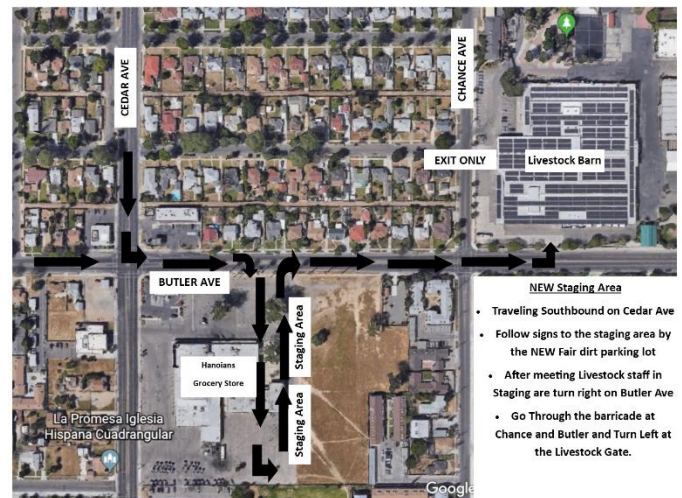 CEDAR AVE
CHANCE AVE
EXIT ONLY
Livestock Barn
BUTLER AVE
Hanoians
Grocery Store
Staging Area
Staging Area
La Promesa Iglesia
Hispana Cuadrangular
Google
NEW Staging Area
• Traveling Southbound on Cedar Ave
• Follow signs to the staging area by
the NEW Fair dirt parking lot
• After meeting Livestock staff in
Staging are turn right on Butler Ave
• Go Through the barricade at
Chance and Butler and Turn Left at
the Livestock Gate.